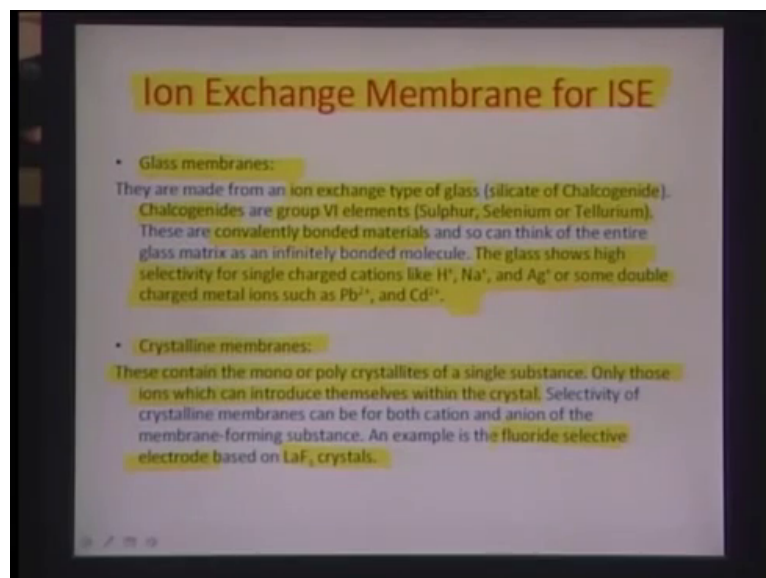 Ion Exchange Membrane for ISE
• Glass membranes:
They are made from an ion exchange type of glass (silicate of Chalcogenide).
Chalcogenides are group VI elements (Sulphur, Selenium or Tellurium).
These are convalently bonded materials and so can think of the entire
glass matrix as an infinitely bonded molecule. The glass shows high
selectivity for single charged cations like H⁺, Na⁺, and Ag⁺ or some double
charged metal ions such as Pb²⁺, and Cd²⁺.
• Crystalline membranes:
These contain the mono or poly crystallites of a single substance. Only those
ions which can introduce themselves within the crystal. Selectivity of
crystalline membranes can be for both cation and anion of the
membrane-forming substance. An example is the fluoride selective
electrode based on LaF₃ crystals.